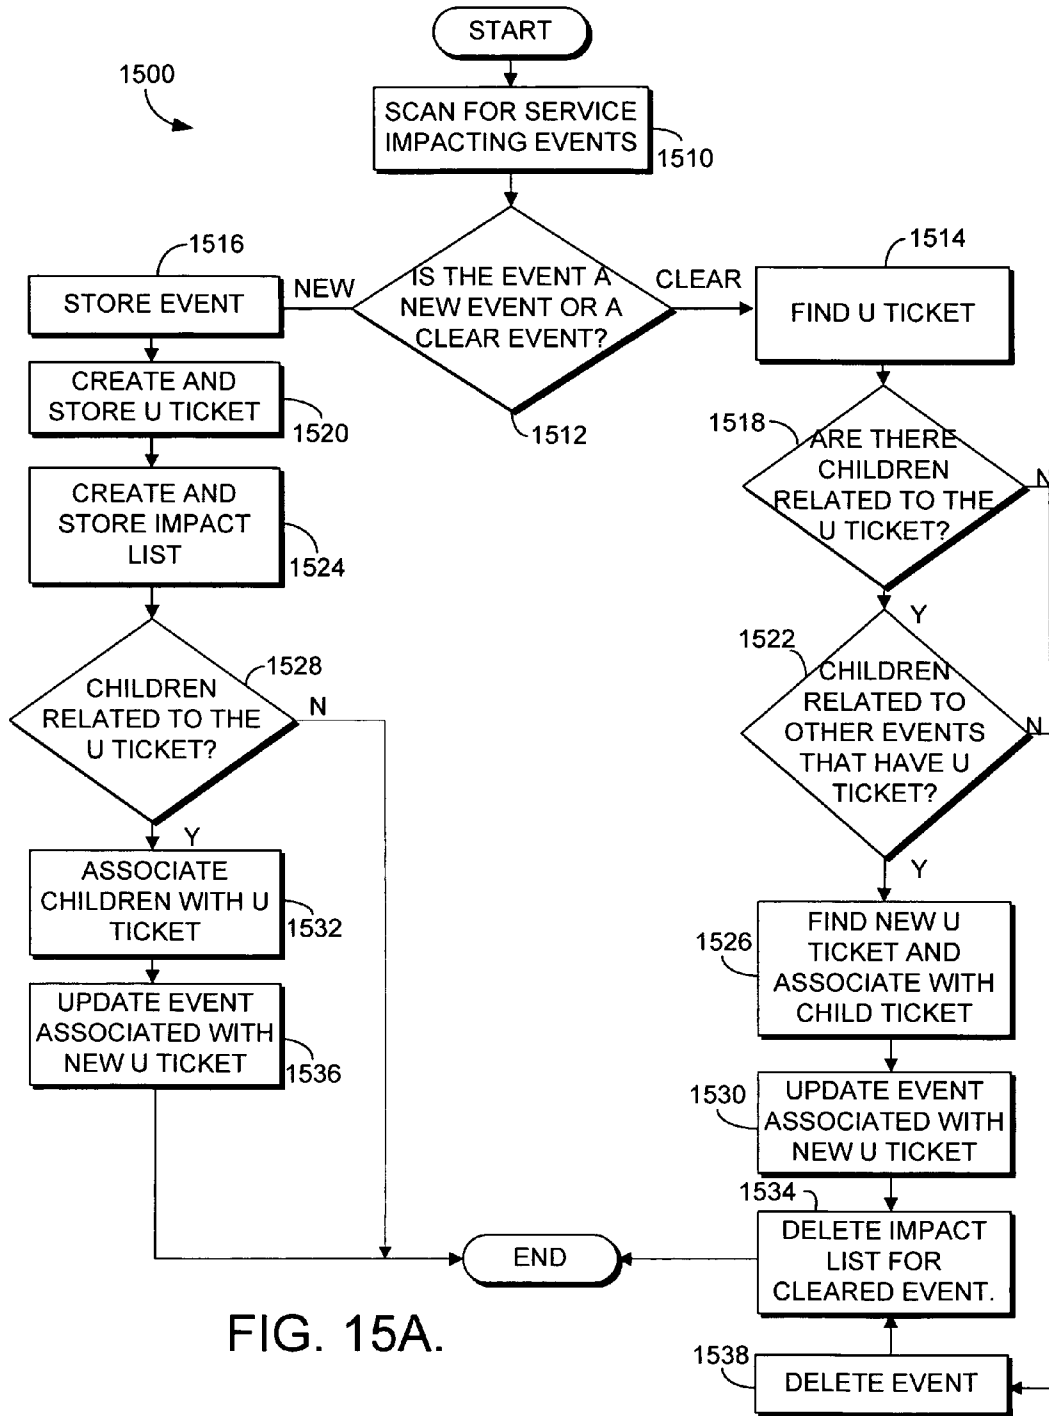 START
1500
SCAN FOR SERVICE
IMPACTING EVENTS
1510
1516
1514
STORE EVENT
NEW
IS THE EVENT A
NEW EVENT OR A
CLEAR EVENT?
CLEAR
FIND U TICKET
1512
CREATE AND
STORE U TICKET
1520
1518
ARE THERE
CHILDREN
RELATED TO THE
U TICKET?
N
Y
CREATE AND
STORE IMPACT
LIST
1524
1522
CHILDREN
RELATED TO
OTHER EVENTS
THAT HAVE U
TICKET?
N
Y
1528
CHILDREN
RELATED TO THE
U TICKET?
N
Y
ASSOCIATE
CHILDREN WITH U
TICKET
1532
1526
FIND NEW U
TICKET AND
ASSOCIATE WITH
CHILD TICKET
UPDATE EVENT
ASSOCIATED WITH
NEW U TICKET
1536
1530
UPDATE EVENT
ASSOCIATED WITH
NEW U TICKET
1534
DELETE IMPACT
LIST FOR
CLEARED EVENT.
END
FIG. 15A.
1538
DELETE EVENT